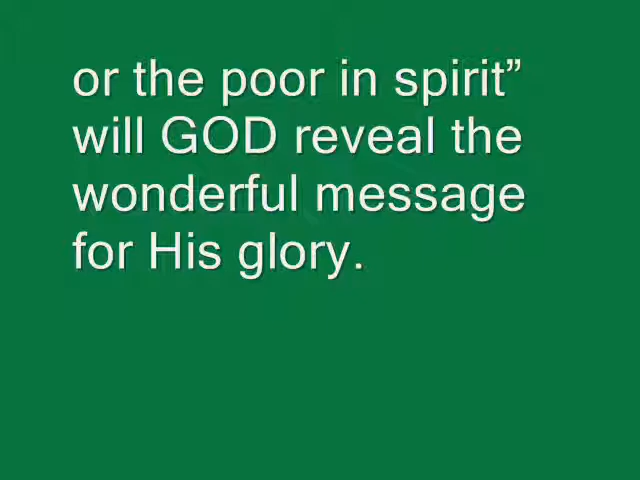 or the poor in spirit”
will GOD reveal the
wonderful message
for His glory.